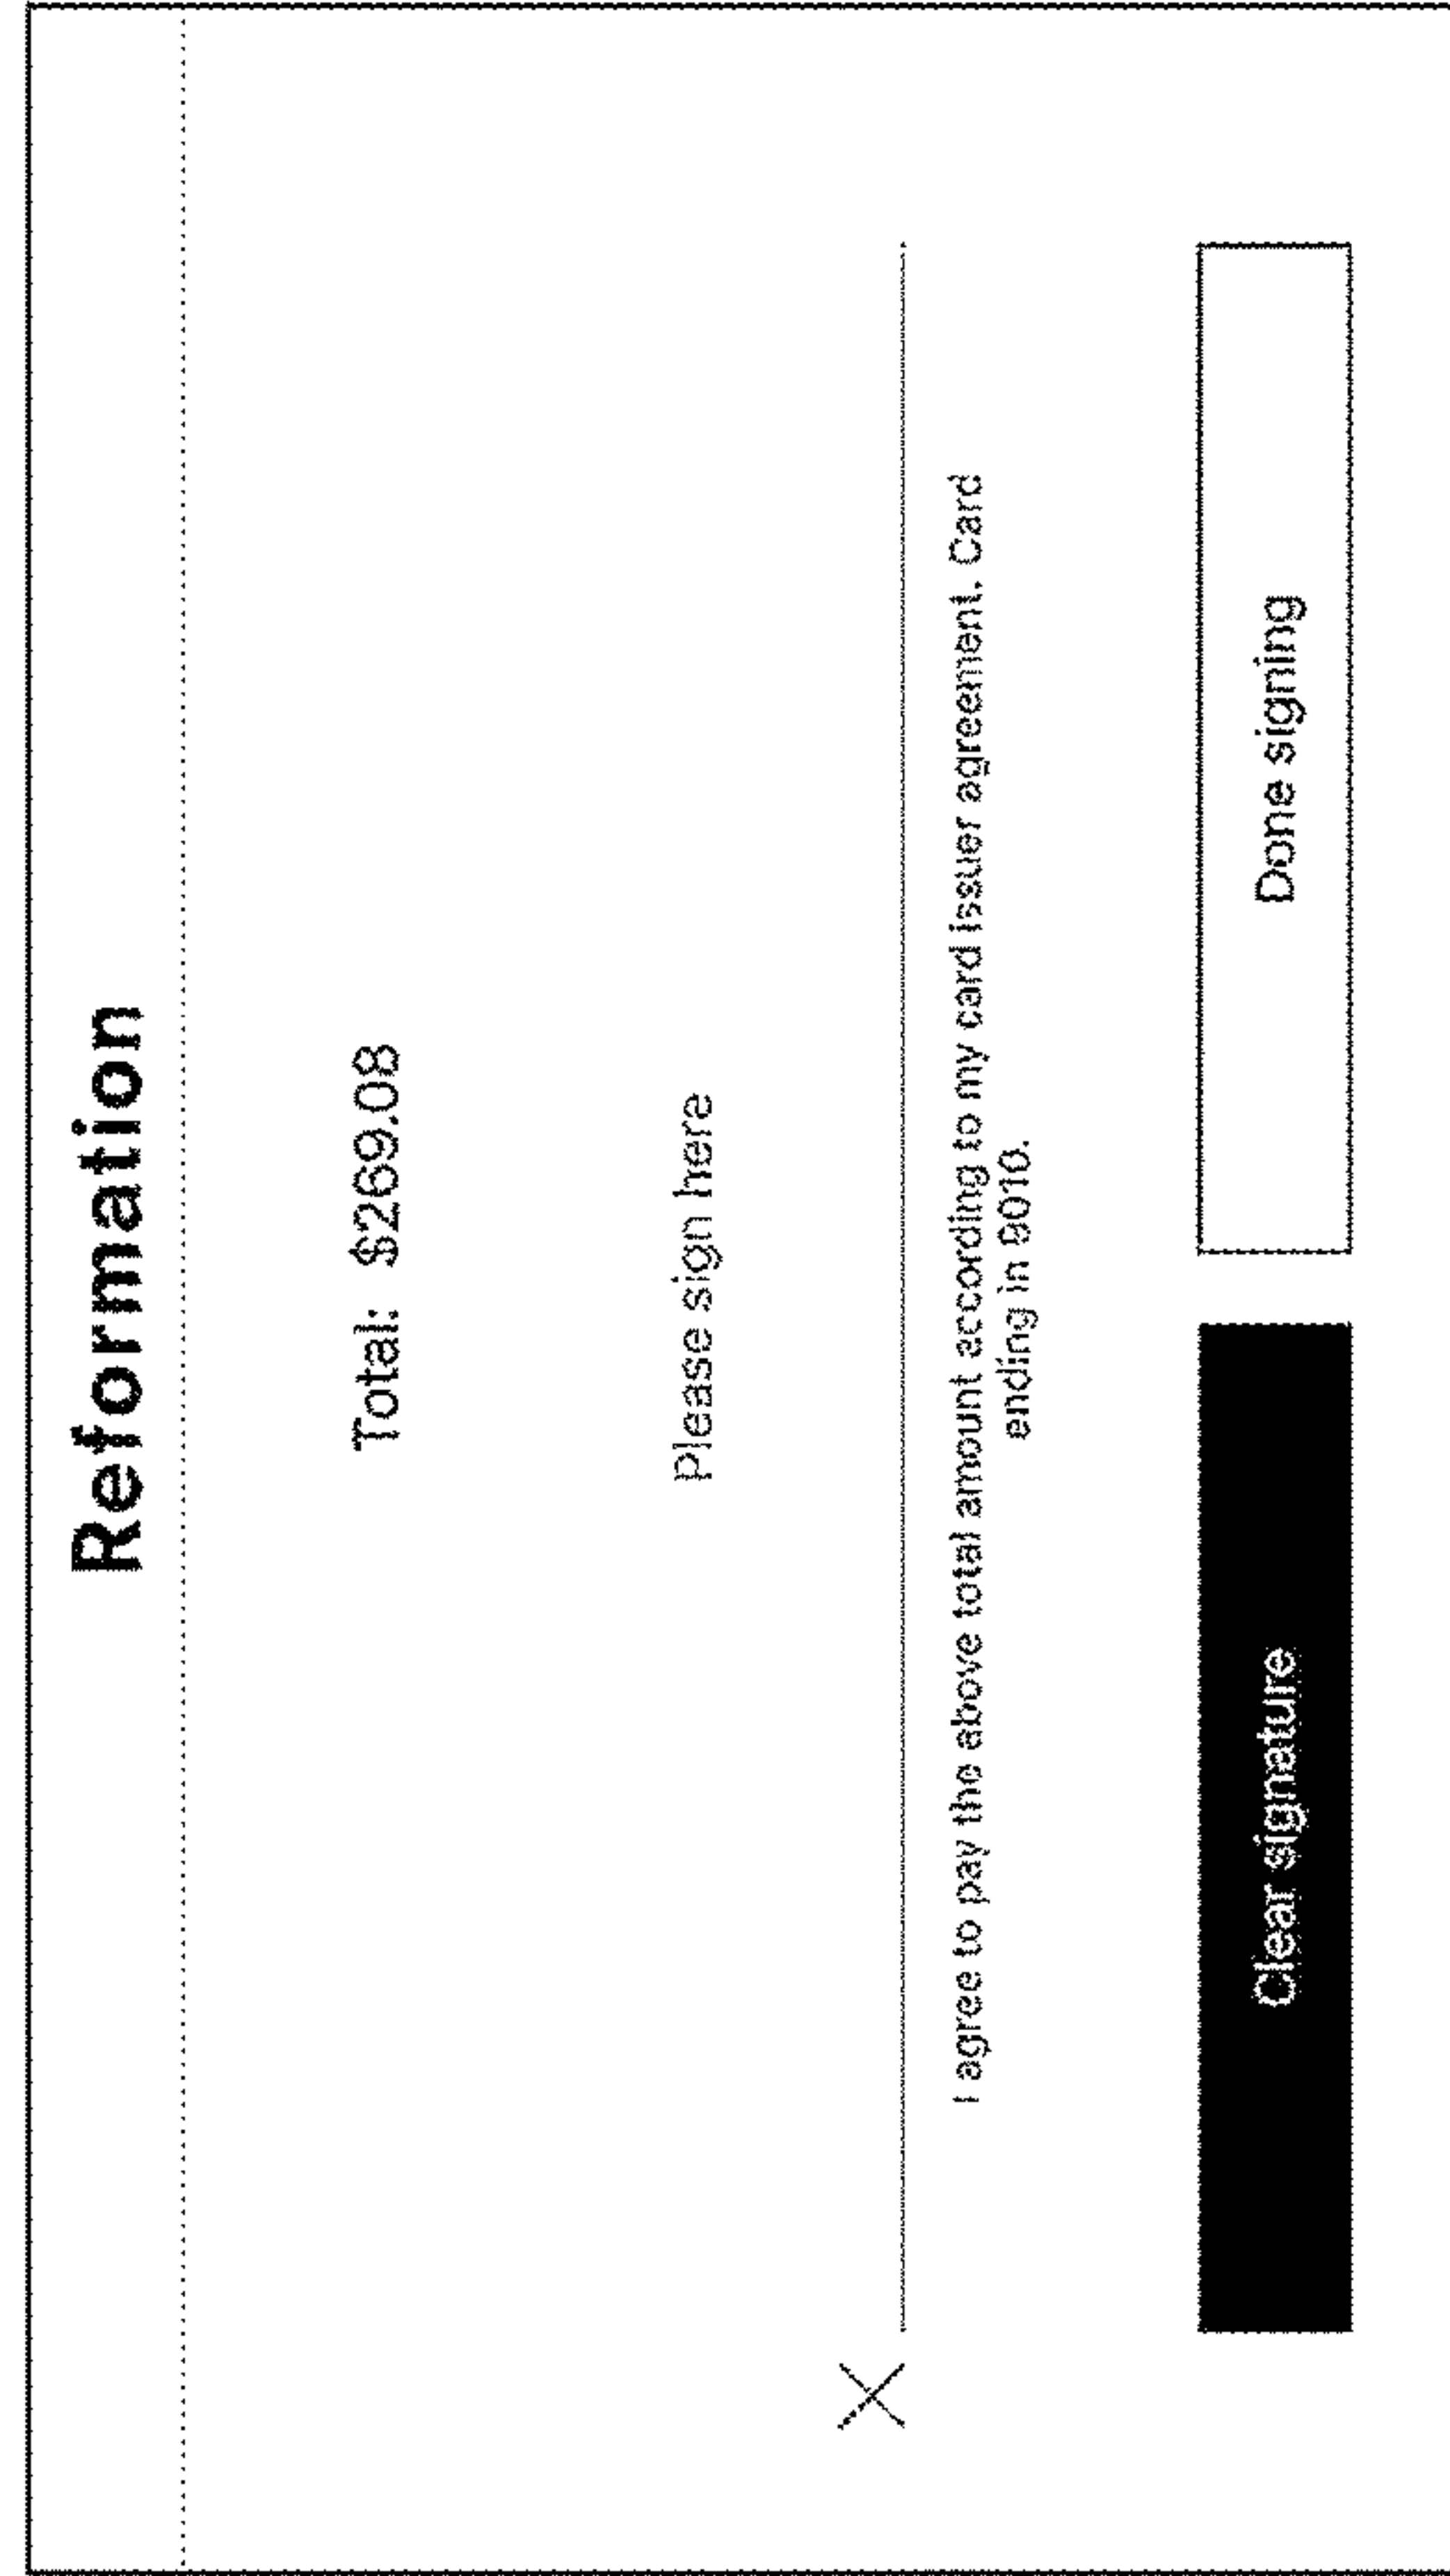 Reformation
Total: $269.08
Please sign here
X
I agree to pay the above total amount according to my card issuer agreement. Card
ending in 9010.
Clear signature
Done signing